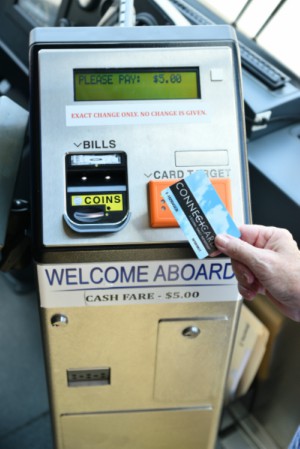 PLEASE PAY: $5.00
EXACT CHANGE ONLY. NO CHANGE IS GIVEN.
BILLS
COINS
CARD TARGET
CONNECTCARD
WELCOME ABOARD
CASH FARE - $5.00